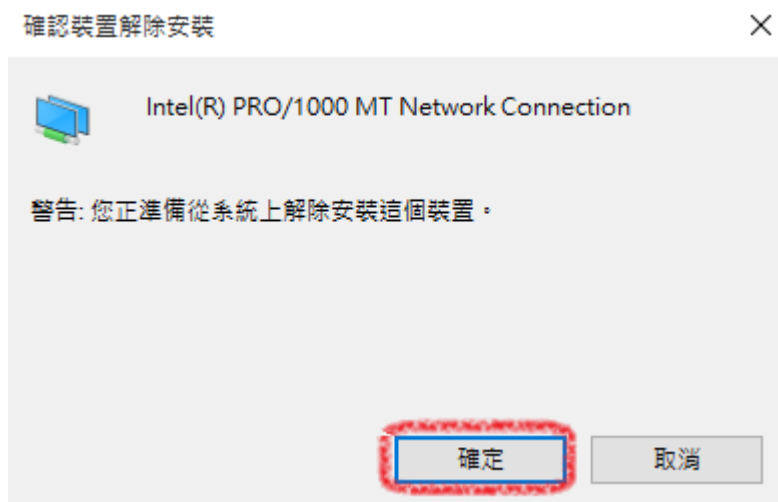 確認裝置解除安裝
Intel(R) PRO/1000 MT Network Connection
警告: 您正準備從系統上解除安裝這個裝置。
確定
取消